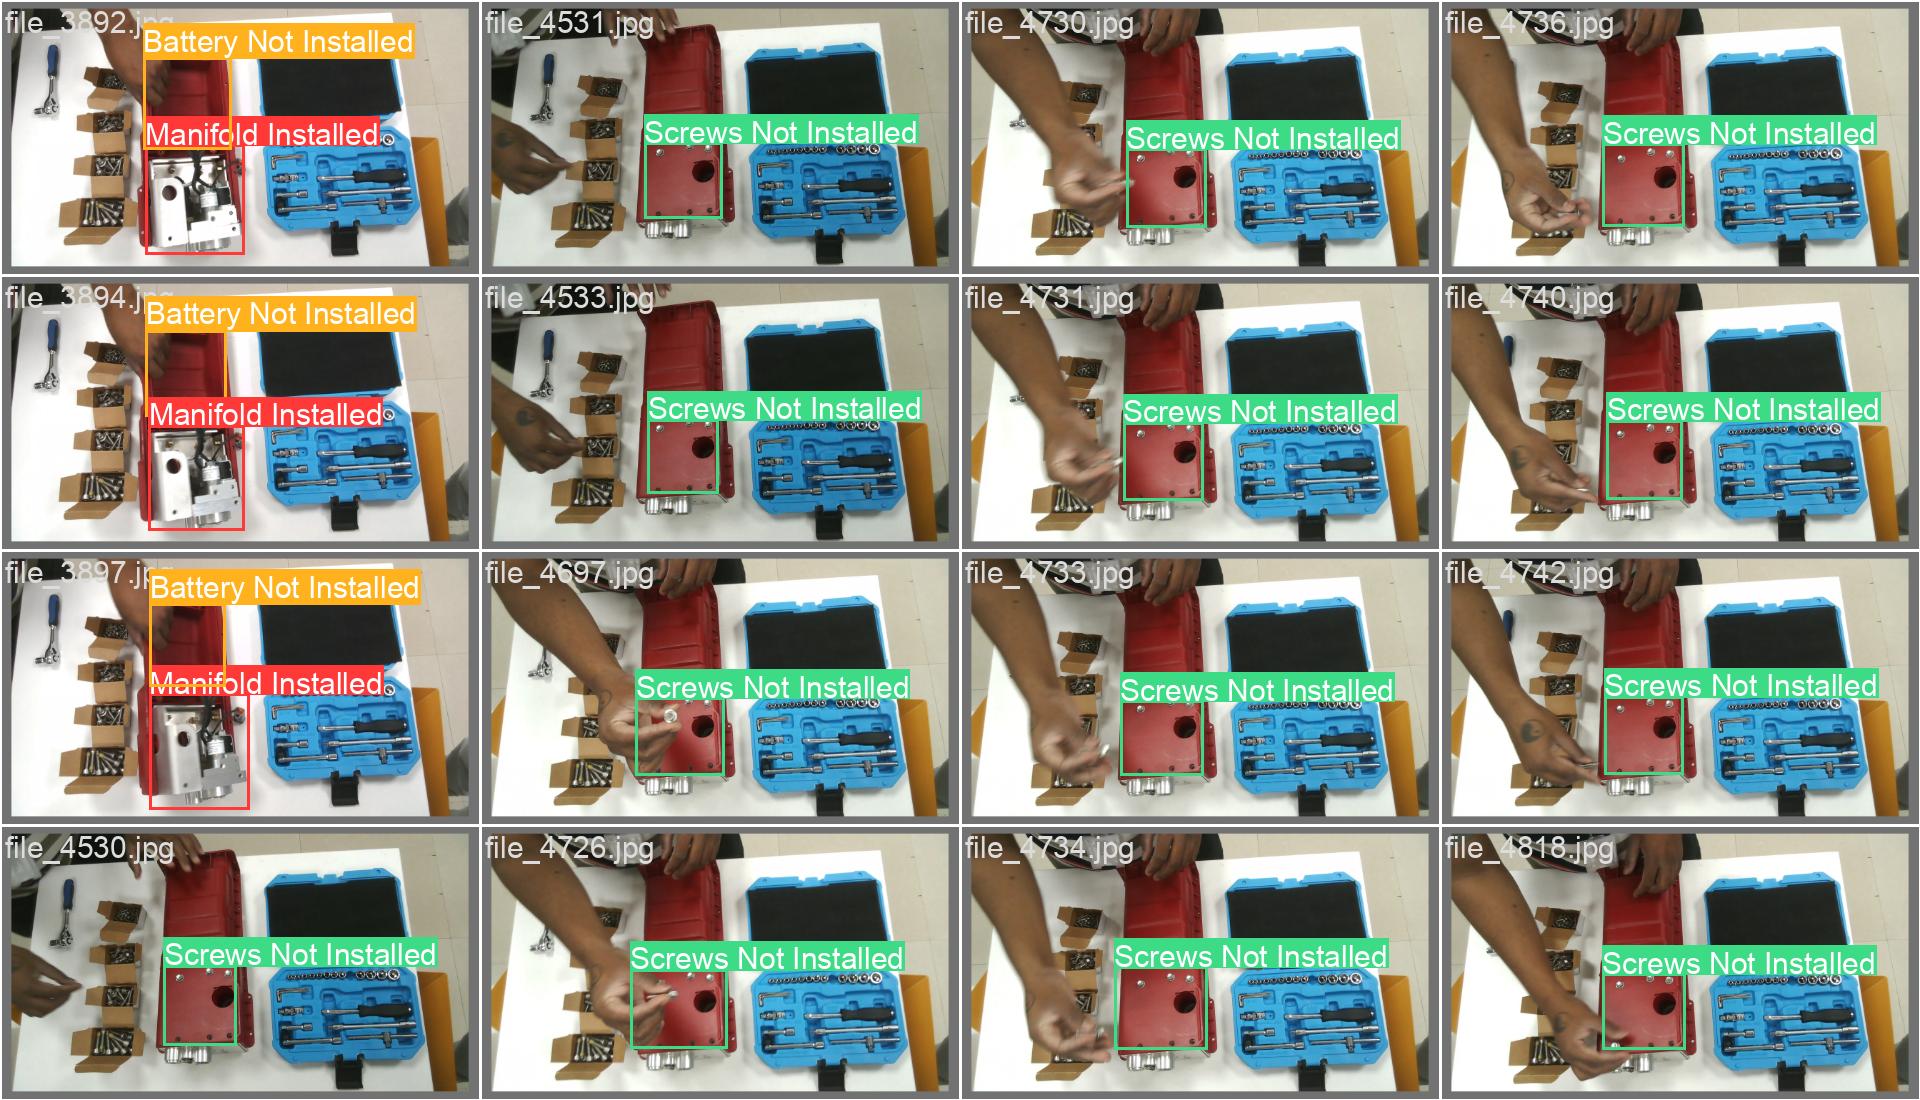 file_3892.jpg
Battery Not Installed
Manifold Installed
file_4531.jpg
Screws Not Installed
file_4730.jpg
Screws Not Installed
file_4736.jpg
Screws Not Installed
file_3894.jpg
Battery Not Installed
Manifold Installed
file_4533.jpg
Screws Not Installed
file_4731.jpg
Screws Not Installed
file_4740.jpg
Screws Not Installed
file_3897.jpg
Battery Not Installed
Manifold Installed
file_4697.jpg
Screws Not Installed
file_4733.jpg
Screws Not Installed
file_4742.jpg
Screws Not Installed
file_4530.jpg
Screws Not Installed
file_4726.jpg
Screws Not Installed
file_4734.jpg
Screws Not Installed
file_4818.jpg
Screws Not Installed